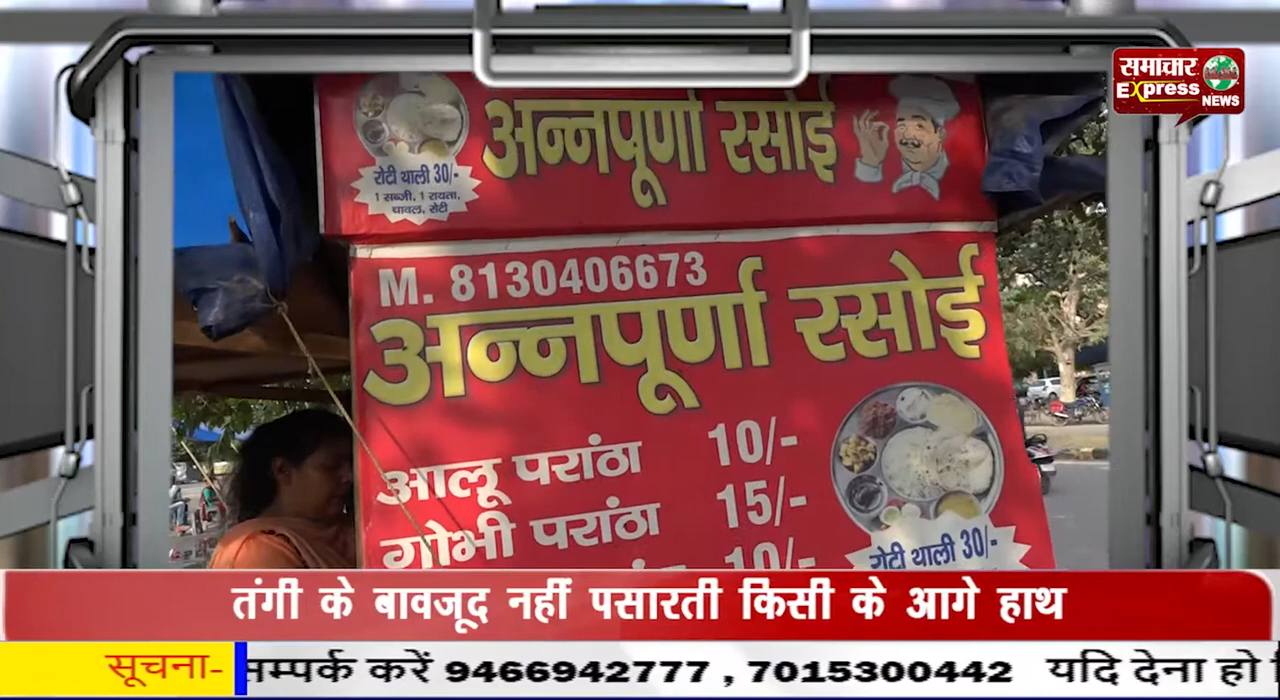 समाचार
Express
NEWS
अन्नपूर्णा रसोई
रोटी थाली 30/-
1 सब्जी, 1 रायता,
चावल, रोटी
M. 8130406673
अन्नपूर्णा रसोई
आलू परांठा 10/-
गोभी परांठा 15/-
10/-
रोटी थाली 30/-
तंगी के बावजूद नहीं पसारती किसी के आगे हाथ
सूचना- सम्पर्क करें 9466942777 , 7015300442 यदि देना हो